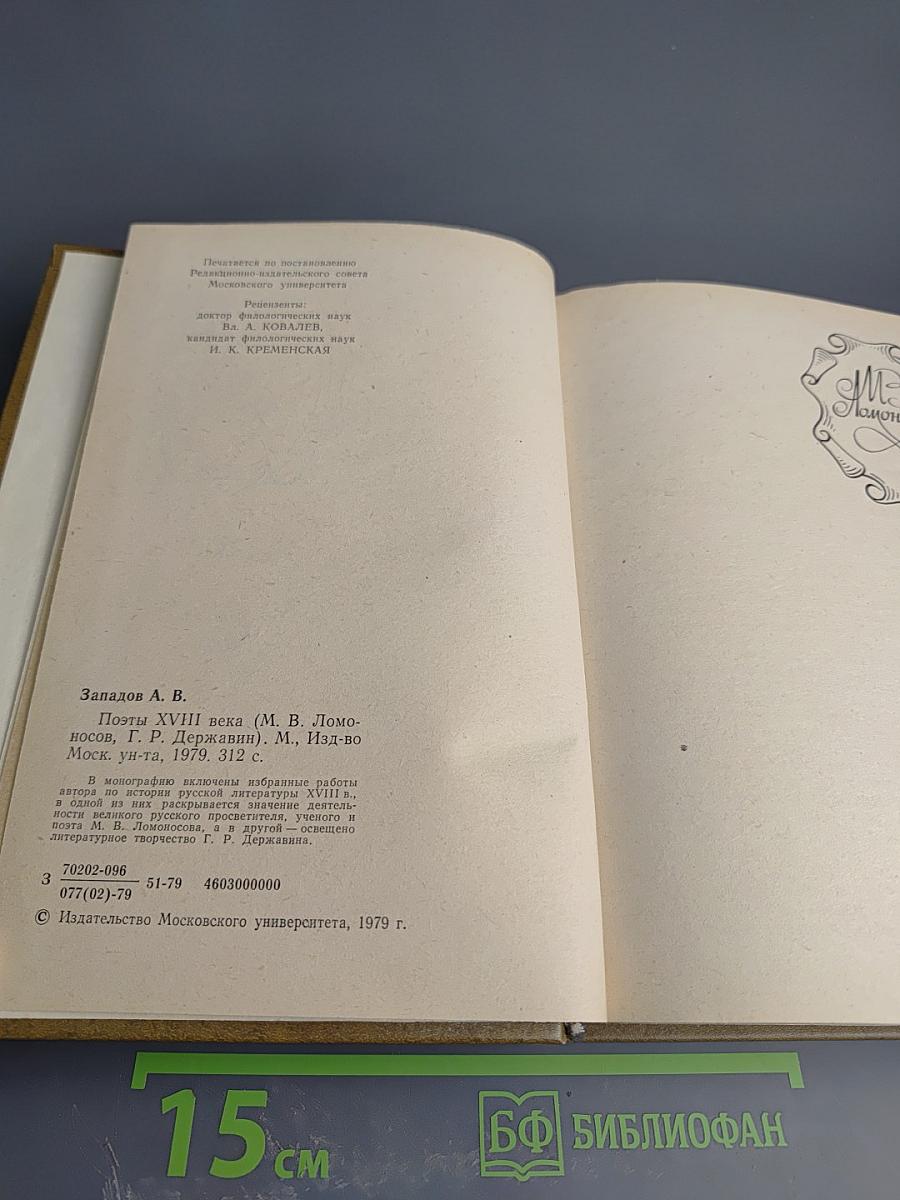 Печатается по постановлению
Редакционно-издательского совета
Московского университета
Рецензенты:
доктор филологических наук
Вл. А. КОВАЛЕВ,
кандидат филологических наук
И. К. КРЕМЕНСКАЯ
Западов А. В.
Поэты XVIII века (М. В. Ломо-
носов, Г. Р. Державин). М., Изд-во
Моск. ун-та, 1979. 312 с.
В монографию включены избранные работы
автора по истории русской литературы XVIII в.,
в одной из них раскрывается значение деятель-
ности великого русского просветителя, ученого и
поэта М. В. Ломоносова, а в другой — освещено
литературное творчество Г. Р. Державина.
З 70202-096
077(02)-79 51-79 4603000000
© Издательство Московского университета, 1979 г.
М
Ломон
15 см
БФ БИБЛИОФАН